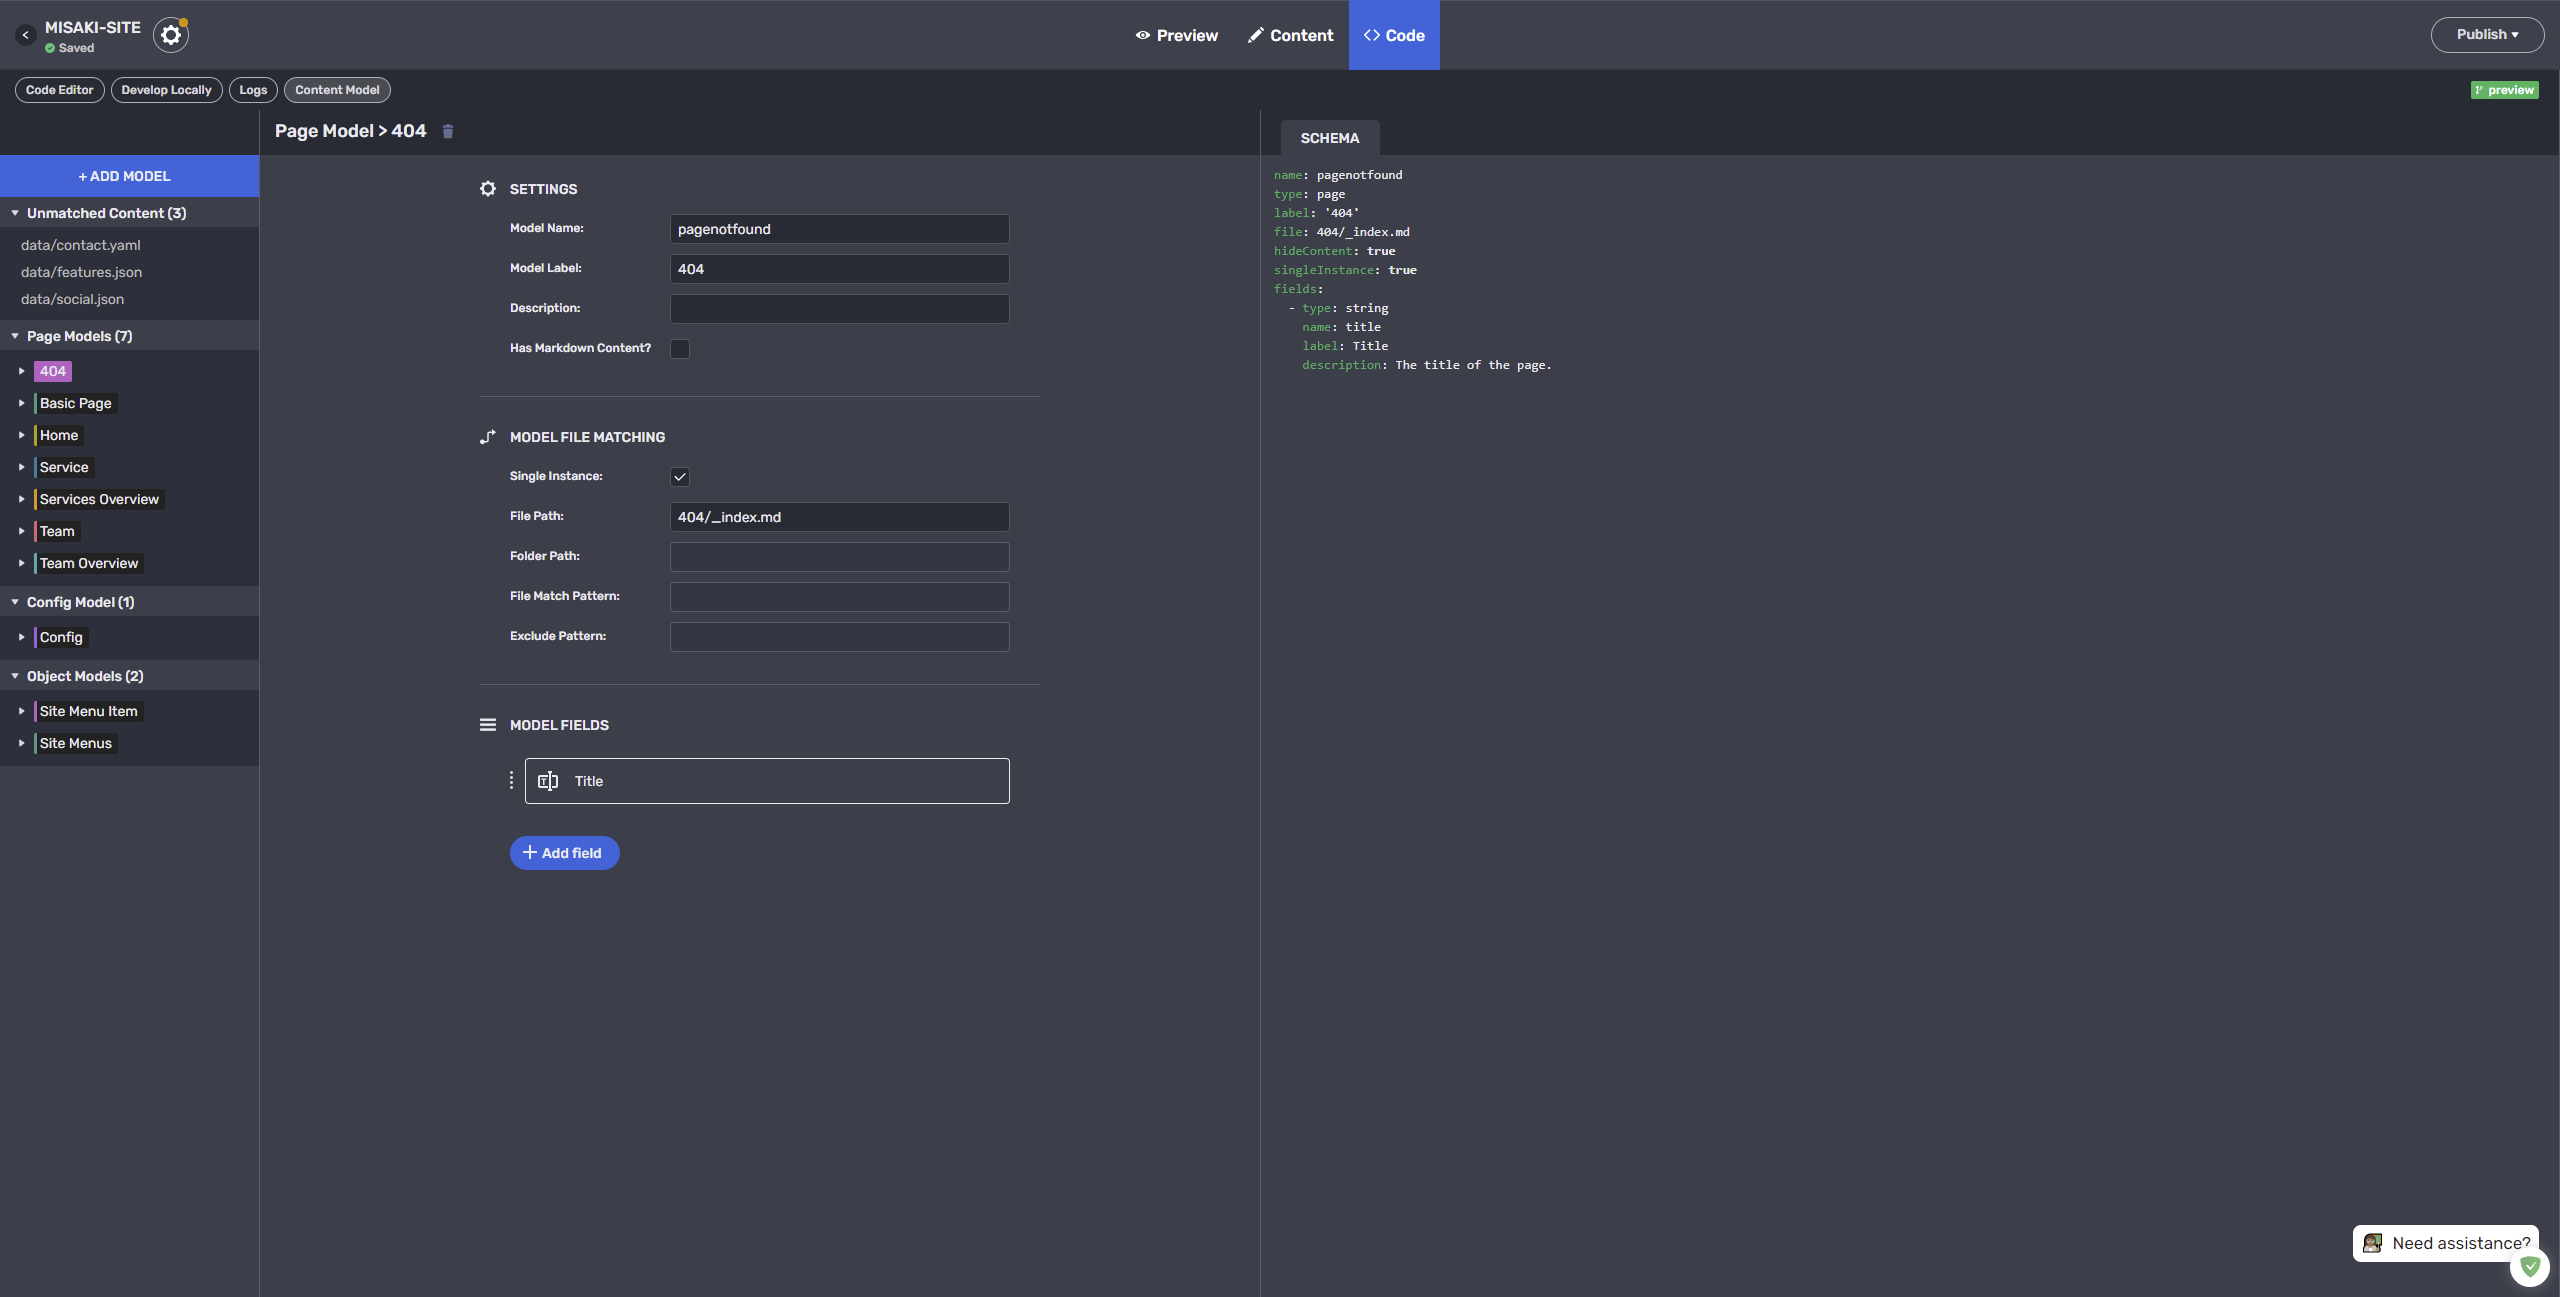 MISAKI-SITE
Saved
Preview
Content
Code
Publish
Code Editor
Develop Locally
Logs
Content Model
preview
+ ADD MODEL
Unmatched Content (3)
data/contact.yaml
data/features.json
data/social.json
Page Models (7)
404
Basic Page
Home
Service
Services Overview
Team
Team Overview
Config Model (1)
Config
Object Models (2)
Site Menu Item
Site Menus
Page Model > 404
SETTINGS
Model Name: pagenotfound
Model Label: 404
Description:
Has Markdown Content?
MODEL FILE MATCHING
Single Instance:
File Path: 404/_index.md
Folder Path:
File Match Pattern:
Exclude Pattern:
MODEL FIELDS
Title
Add field
SCHEMA
name: pagenotfound
type: page
label: '404'
file: 404/_index.md
hideContent: true
singleInstance: true
fields:
- type: string
name: title
label: Title
description: The title of the page.
Need assistance?